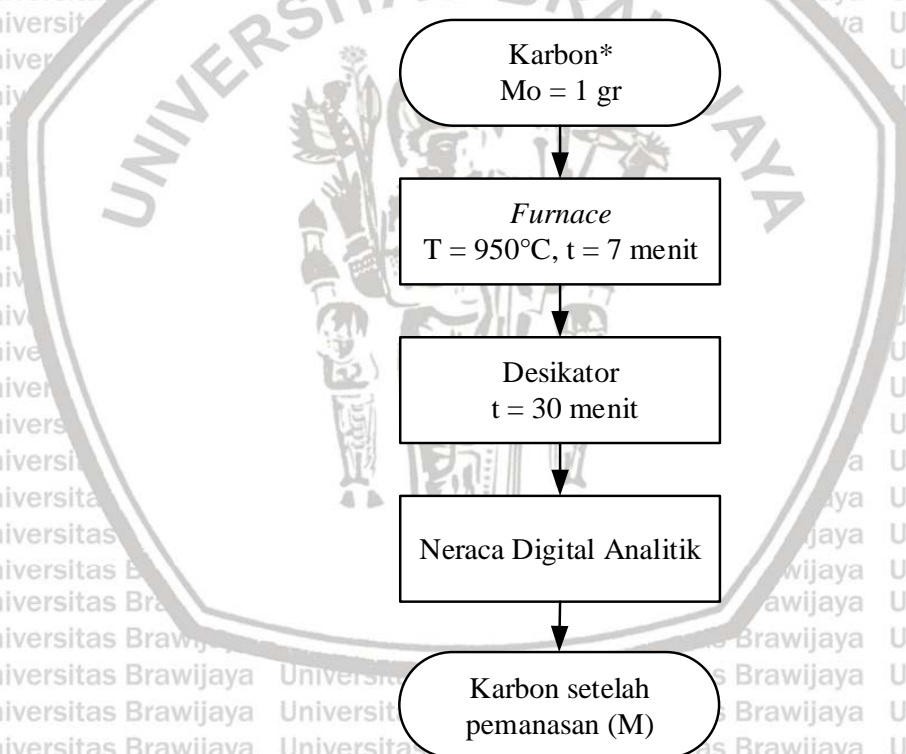 Karbon*
Mo = 1 gr
Furnace
T = 950°C, t = 7 menit
Desikator
t = 30 menit
Neraca Digital Analitik
Karbon setelah
pemanasan (M)
UNIVERSITAS BRAWIJAYA
Universitas Brawijaya